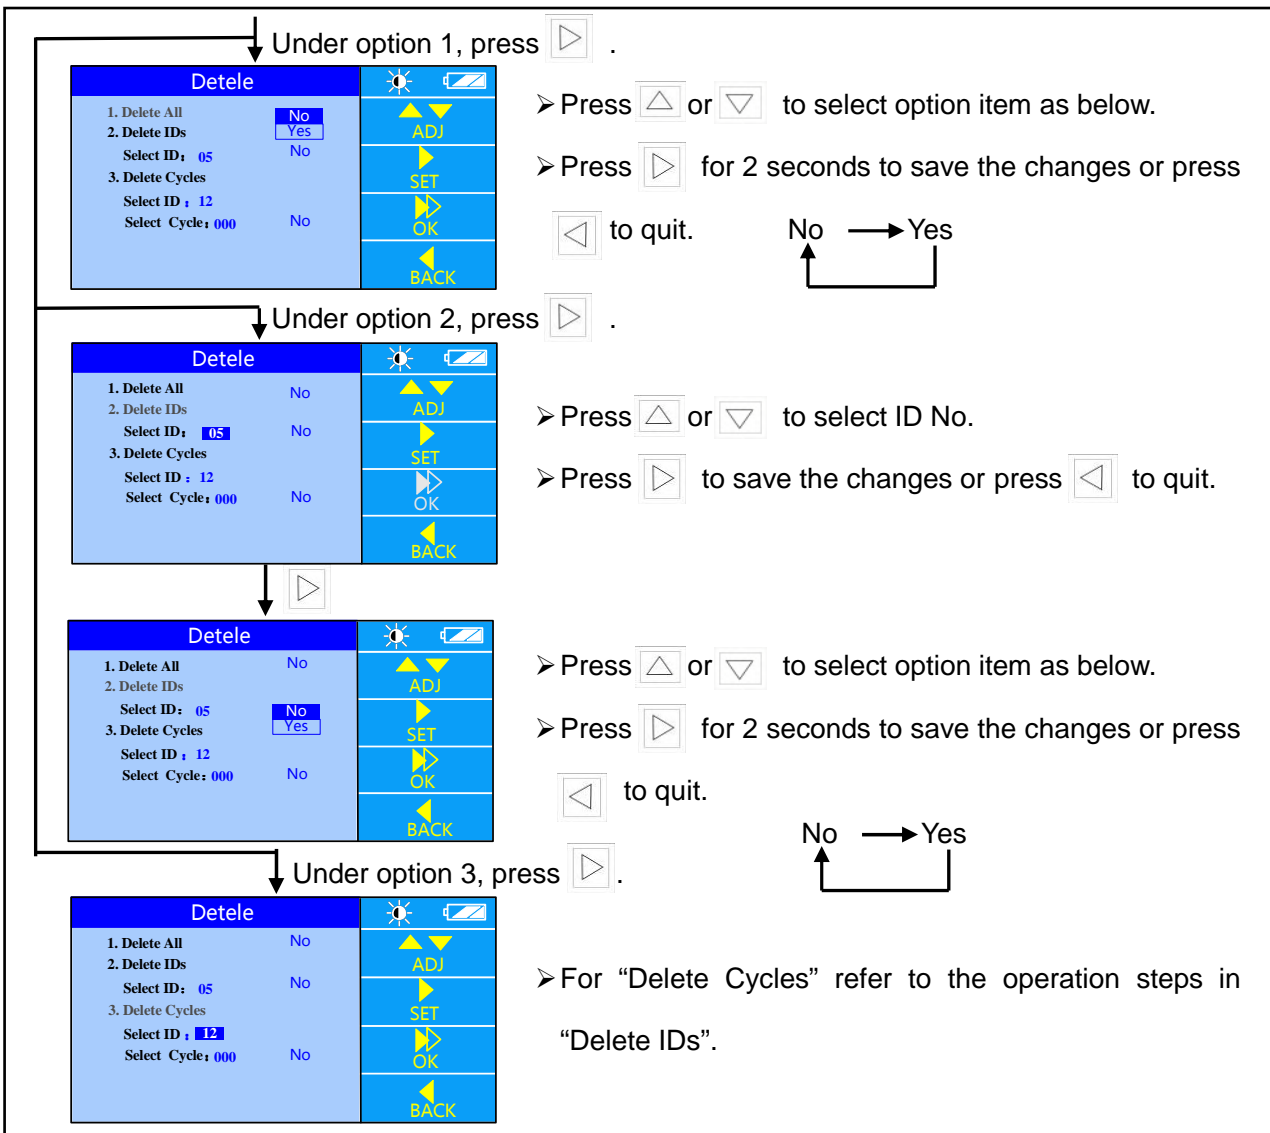 Under option 1, press .
Detele
1. Delete All No
2. Delete IDs Yes
Select ID: 05 No
3. Delete Cycles
Select ID : 12
Select Cycle: 000 No
ADJ
SET
OK
BACK
➢Press or to select option item as below.
➢Press for 2 seconds to save the changes or press
to quit.
No Yes
Under option 2, press .
Detele
1. Delete All No
2. Delete IDs
Select ID: 05 No
3. Delete Cycles
Select ID : 12
Select Cycle: 000 No
ADJ
SET
OK
BACK
➢Press or to select ID No.
➢Press to save the changes or press to quit.
Detele
1. Delete All No
2. Delete IDs
Select ID: 05 No
3. Delete Cycles Yes
Select ID : 12
Select Cycle: 000 No
ADJ
SET
OK
BACK
➢Press or to select option item as below.
➢Press for 2 seconds to save the changes or press
to quit.
No Yes
Under option 3, press .
Detele
1. Delete All No
2. Delete IDs
Select ID: 05 No
3. Delete Cycles
Select ID : 12
Select Cycle: 000 No
ADJ
SET
OK
BACK
➢For “Delete Cycles” refer to the operation steps in
“Delete IDs”.